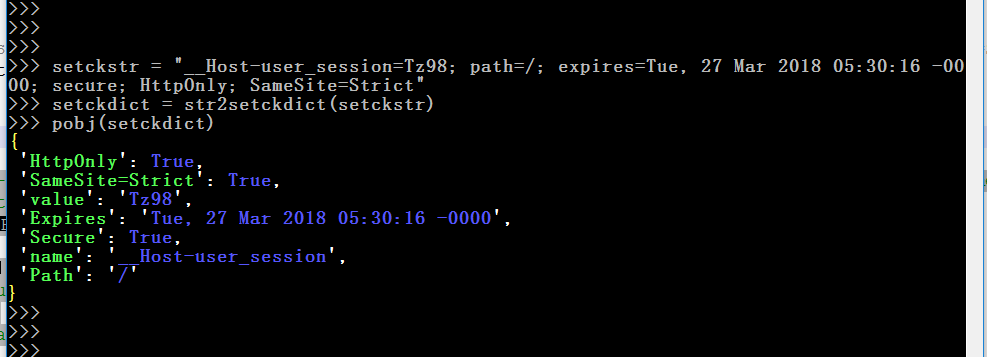 >>>
>>>
>>>
>>> setckstr = "__Host-user_session=Tz98; path=/; expires=Tue, 27 Mar 2018 05:30:16 -00
00; secure; HttpOnly; SameSite=Strict"
>>> setckdict = str2setckdict(setckstr)
>>> pobj(setckdict)
{
 'HttpOnly': True,
 'SameSite=Strict': True,
 'value': 'Tz98',
 'Expires': 'Tue, 27 Mar 2018 05:30:16 -0000',
 'Secure': True,
 'name': '__Host-user_session',
 'Path': '/'
}
>>>
>>>
>>>